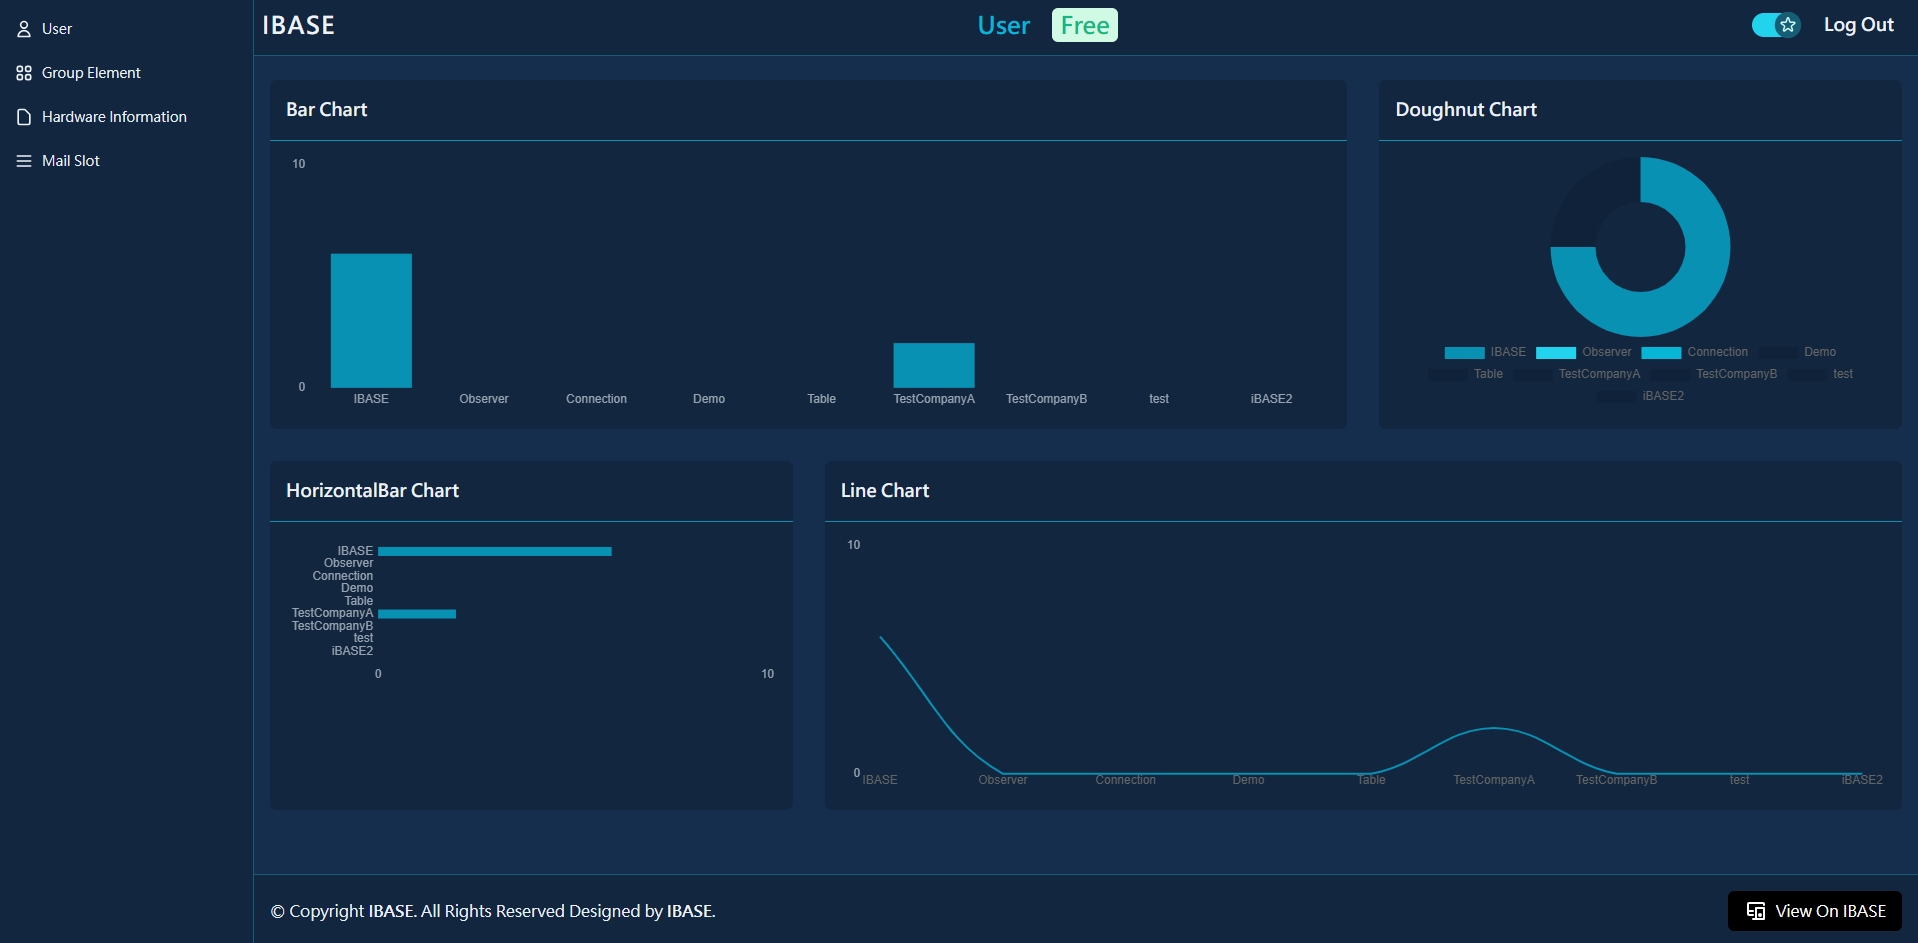 User
Group Element
Hardware Information
Mail Slot
IBASE
User Free
Log Out
Bar Chart
10
0
IBASE Observer Connection Demo Table TestCompanyA TestCompanyB test iBASE2
Doughnut Chart
IBASE Observer Connection Demo
Table TestCompanyA TestCompanyB test
iBASE2
HorizontalBar Chart
IBASE
Observer
Connection
Demo
Table
TestCompanyA
TestCompanyB
test
iBASE2
0 10
Line Chart
10
0
IBASE Observer Connection Demo Table TestCompanyA TestCompanyB test iBASE2
© Copyright IBASE. All Rights Reserved Designed by IBASE.
View On IBASE